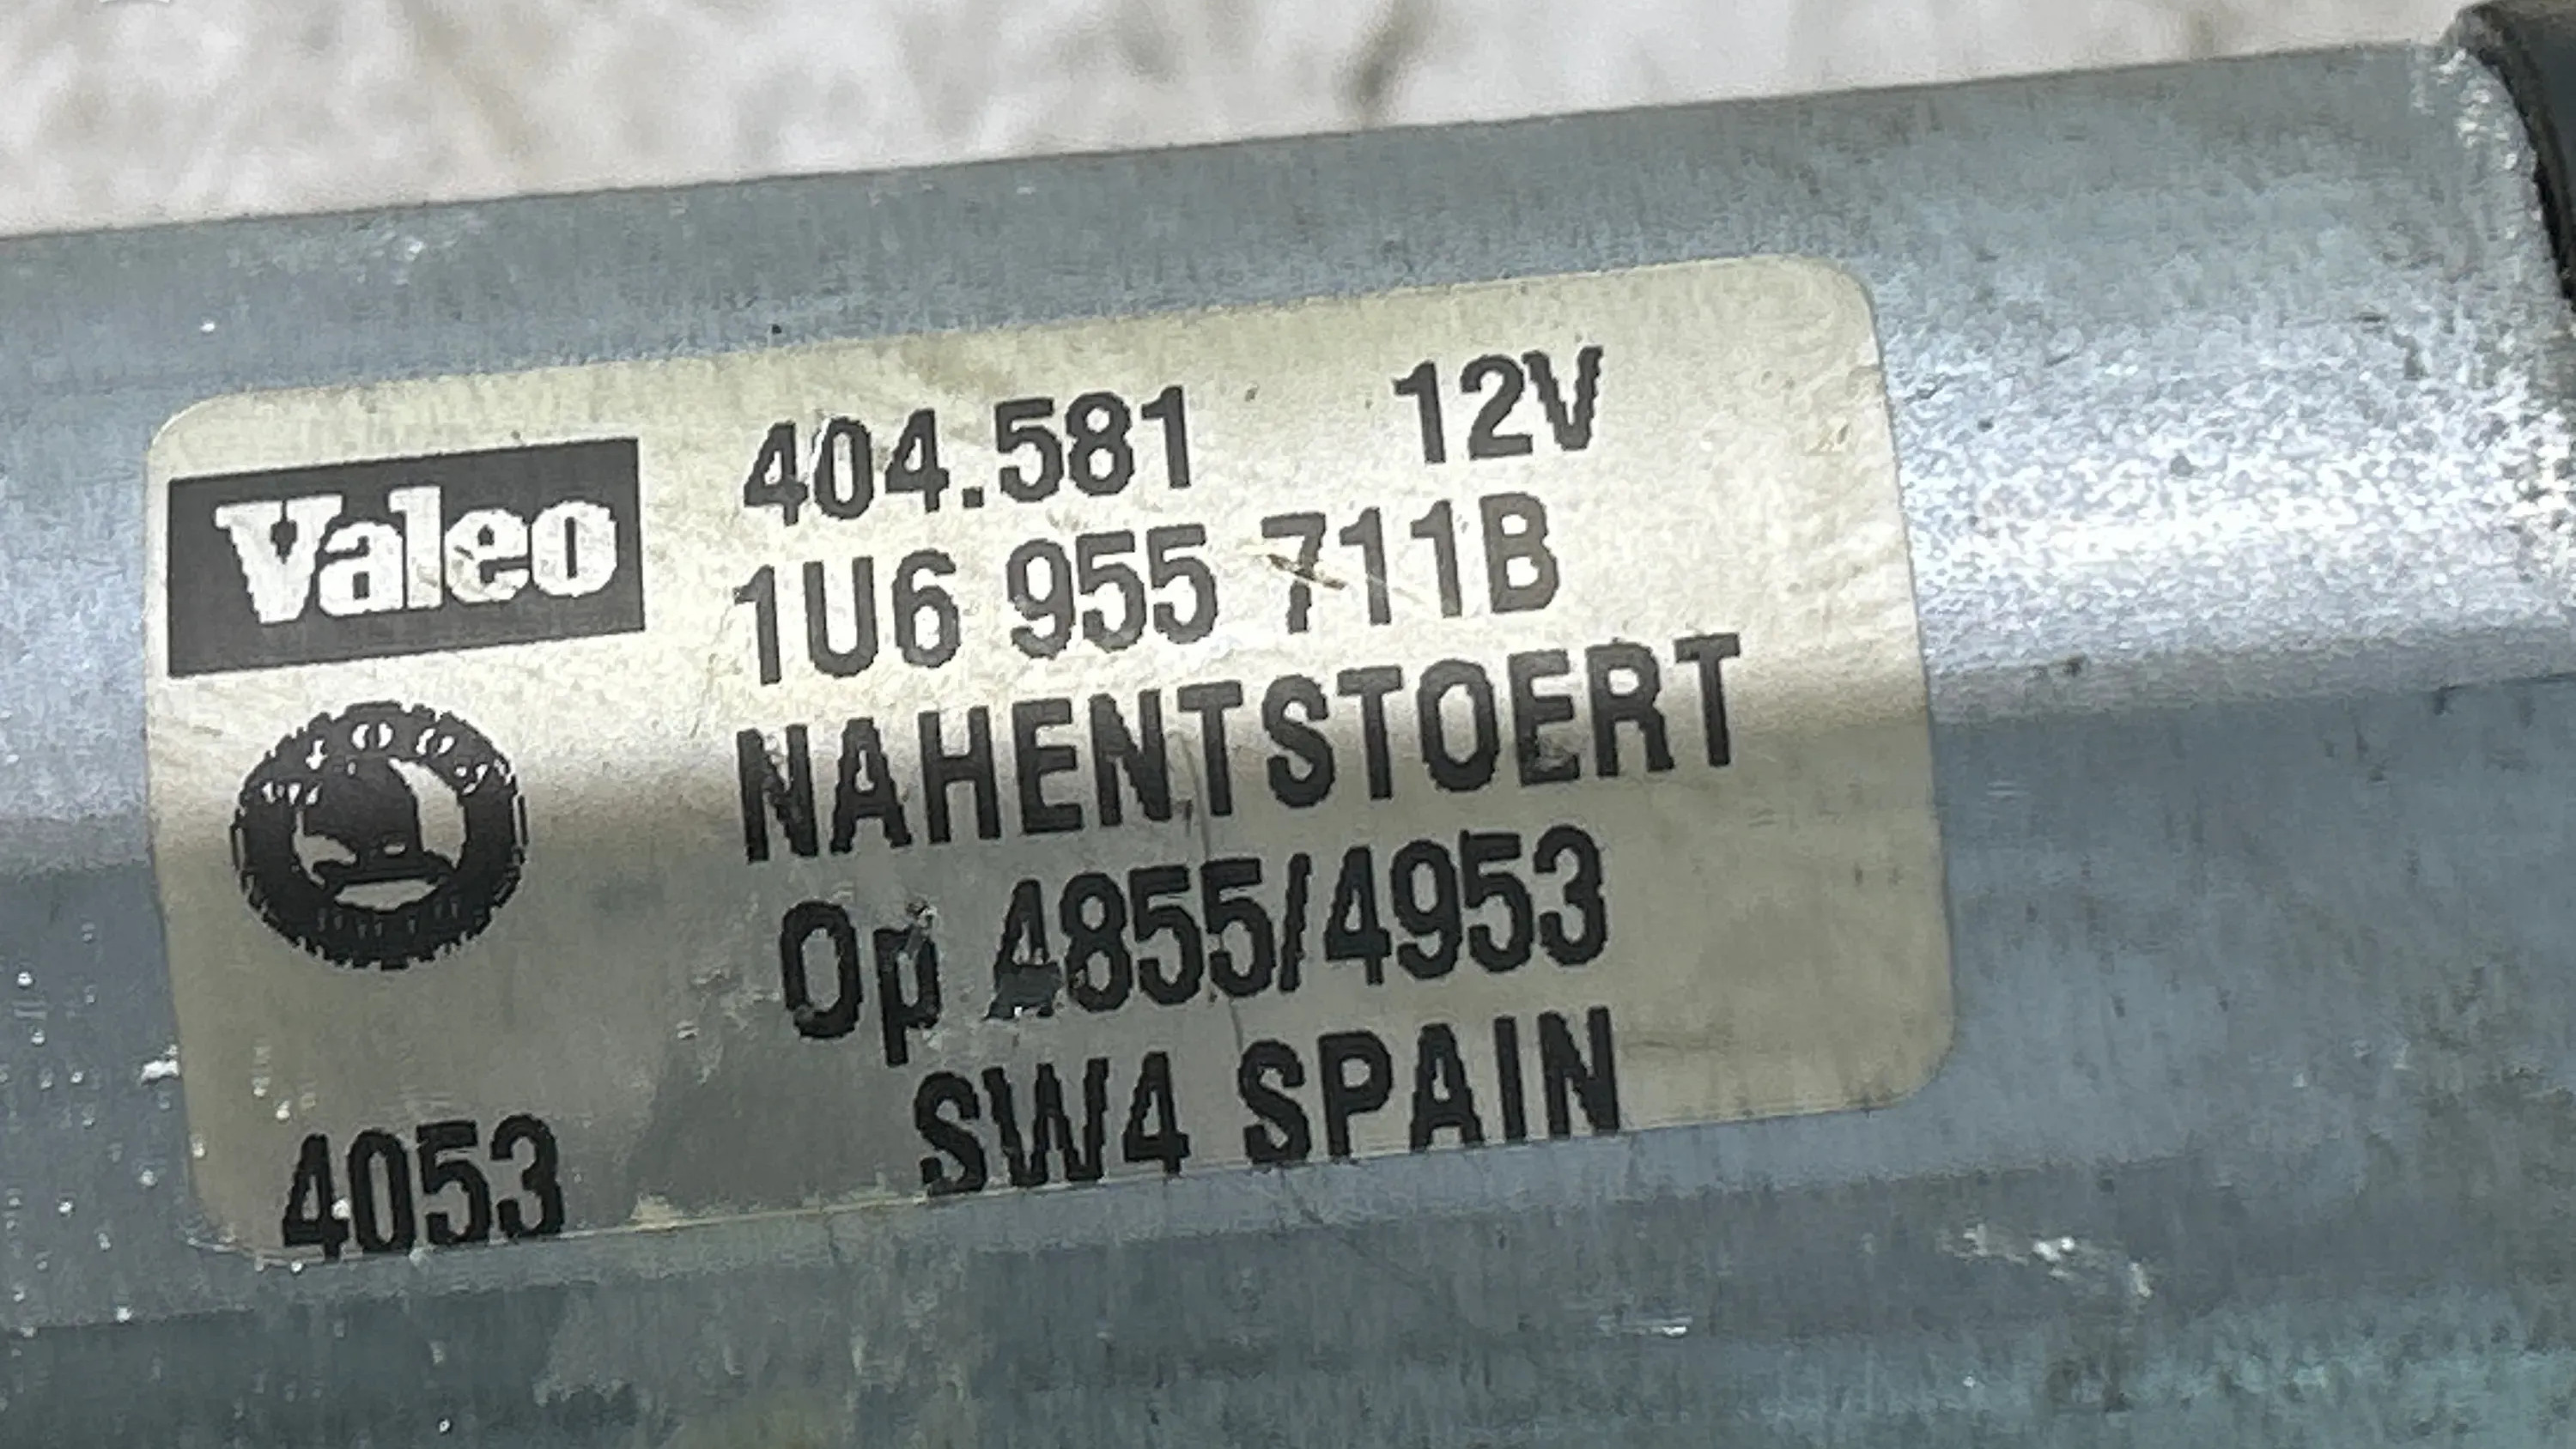 404.581 12V
Valeo
1U6 955 711B
NAHENTSTOERT
Op 4855/4953
SW4 SPAIN
4053